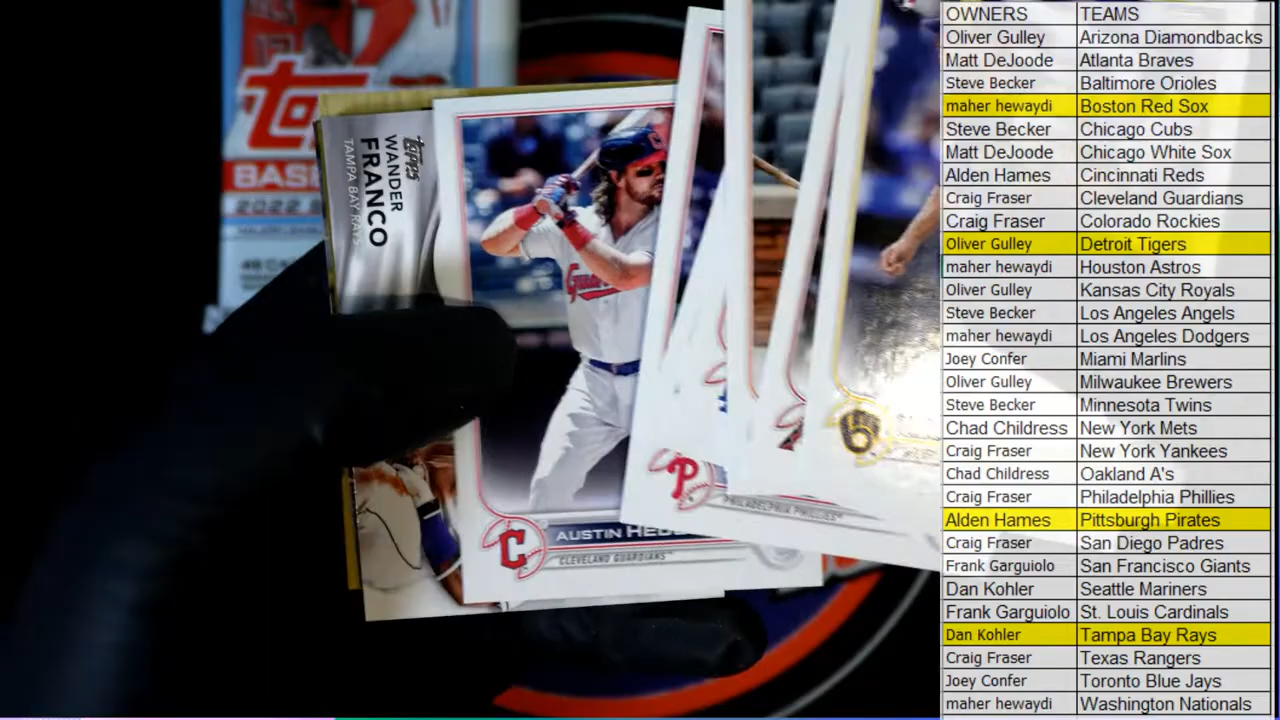 BASE
2022
TOPPS
WANDER
FRANCO
TAMPA BAY RAYS
AUSTIN
CLEVELAND GUARDIANS™
C
P
PHILADELPHIA PHILLIES™
OWNERS TEAMS
Oliver Gulley Arizona Diamondbacks
Matt DeJoode Atlanta Braves
Steve Becker Baltimore Orioles
maher hewaydi Boston Red Sox
Steve Becker Chicago Cubs
Matt DeJoode Chicago White Sox
Alden Hames Cincinnati Reds
Craig Fraser Cleveland Guardians
Craig Fraser Colorado Rockies
Oliver Gulley Detroit Tigers
maher hewaydi Houston Astros
Oliver Gulley Kansas City Royals
Steve Becker Los Angeles Angels
maher hewaydi Los Angeles Dodgers
Joey Confer Miami Marlins
Oliver Gulley Milwaukee Brewers
Steve Becker Minnesota Twins
Chad Childress New York Mets
Craig Fraser New York Yankees
Chad Childress Oakland A's
Craig Fraser Philadelphia Phillies
Alden Hames Pittsburgh Pirates
Craig Fraser San Diego Padres
Frank Garguiolo San Francisco Giants
Dan Kohler Seattle Mariners
Frank Garguiolo St. Louis Cardinals
Dan Kohler Tampa Bay Rays
Craig Fraser Texas Rangers
Joey Confer Toronto Blue Jays
maher hewaydi Washington Nationals